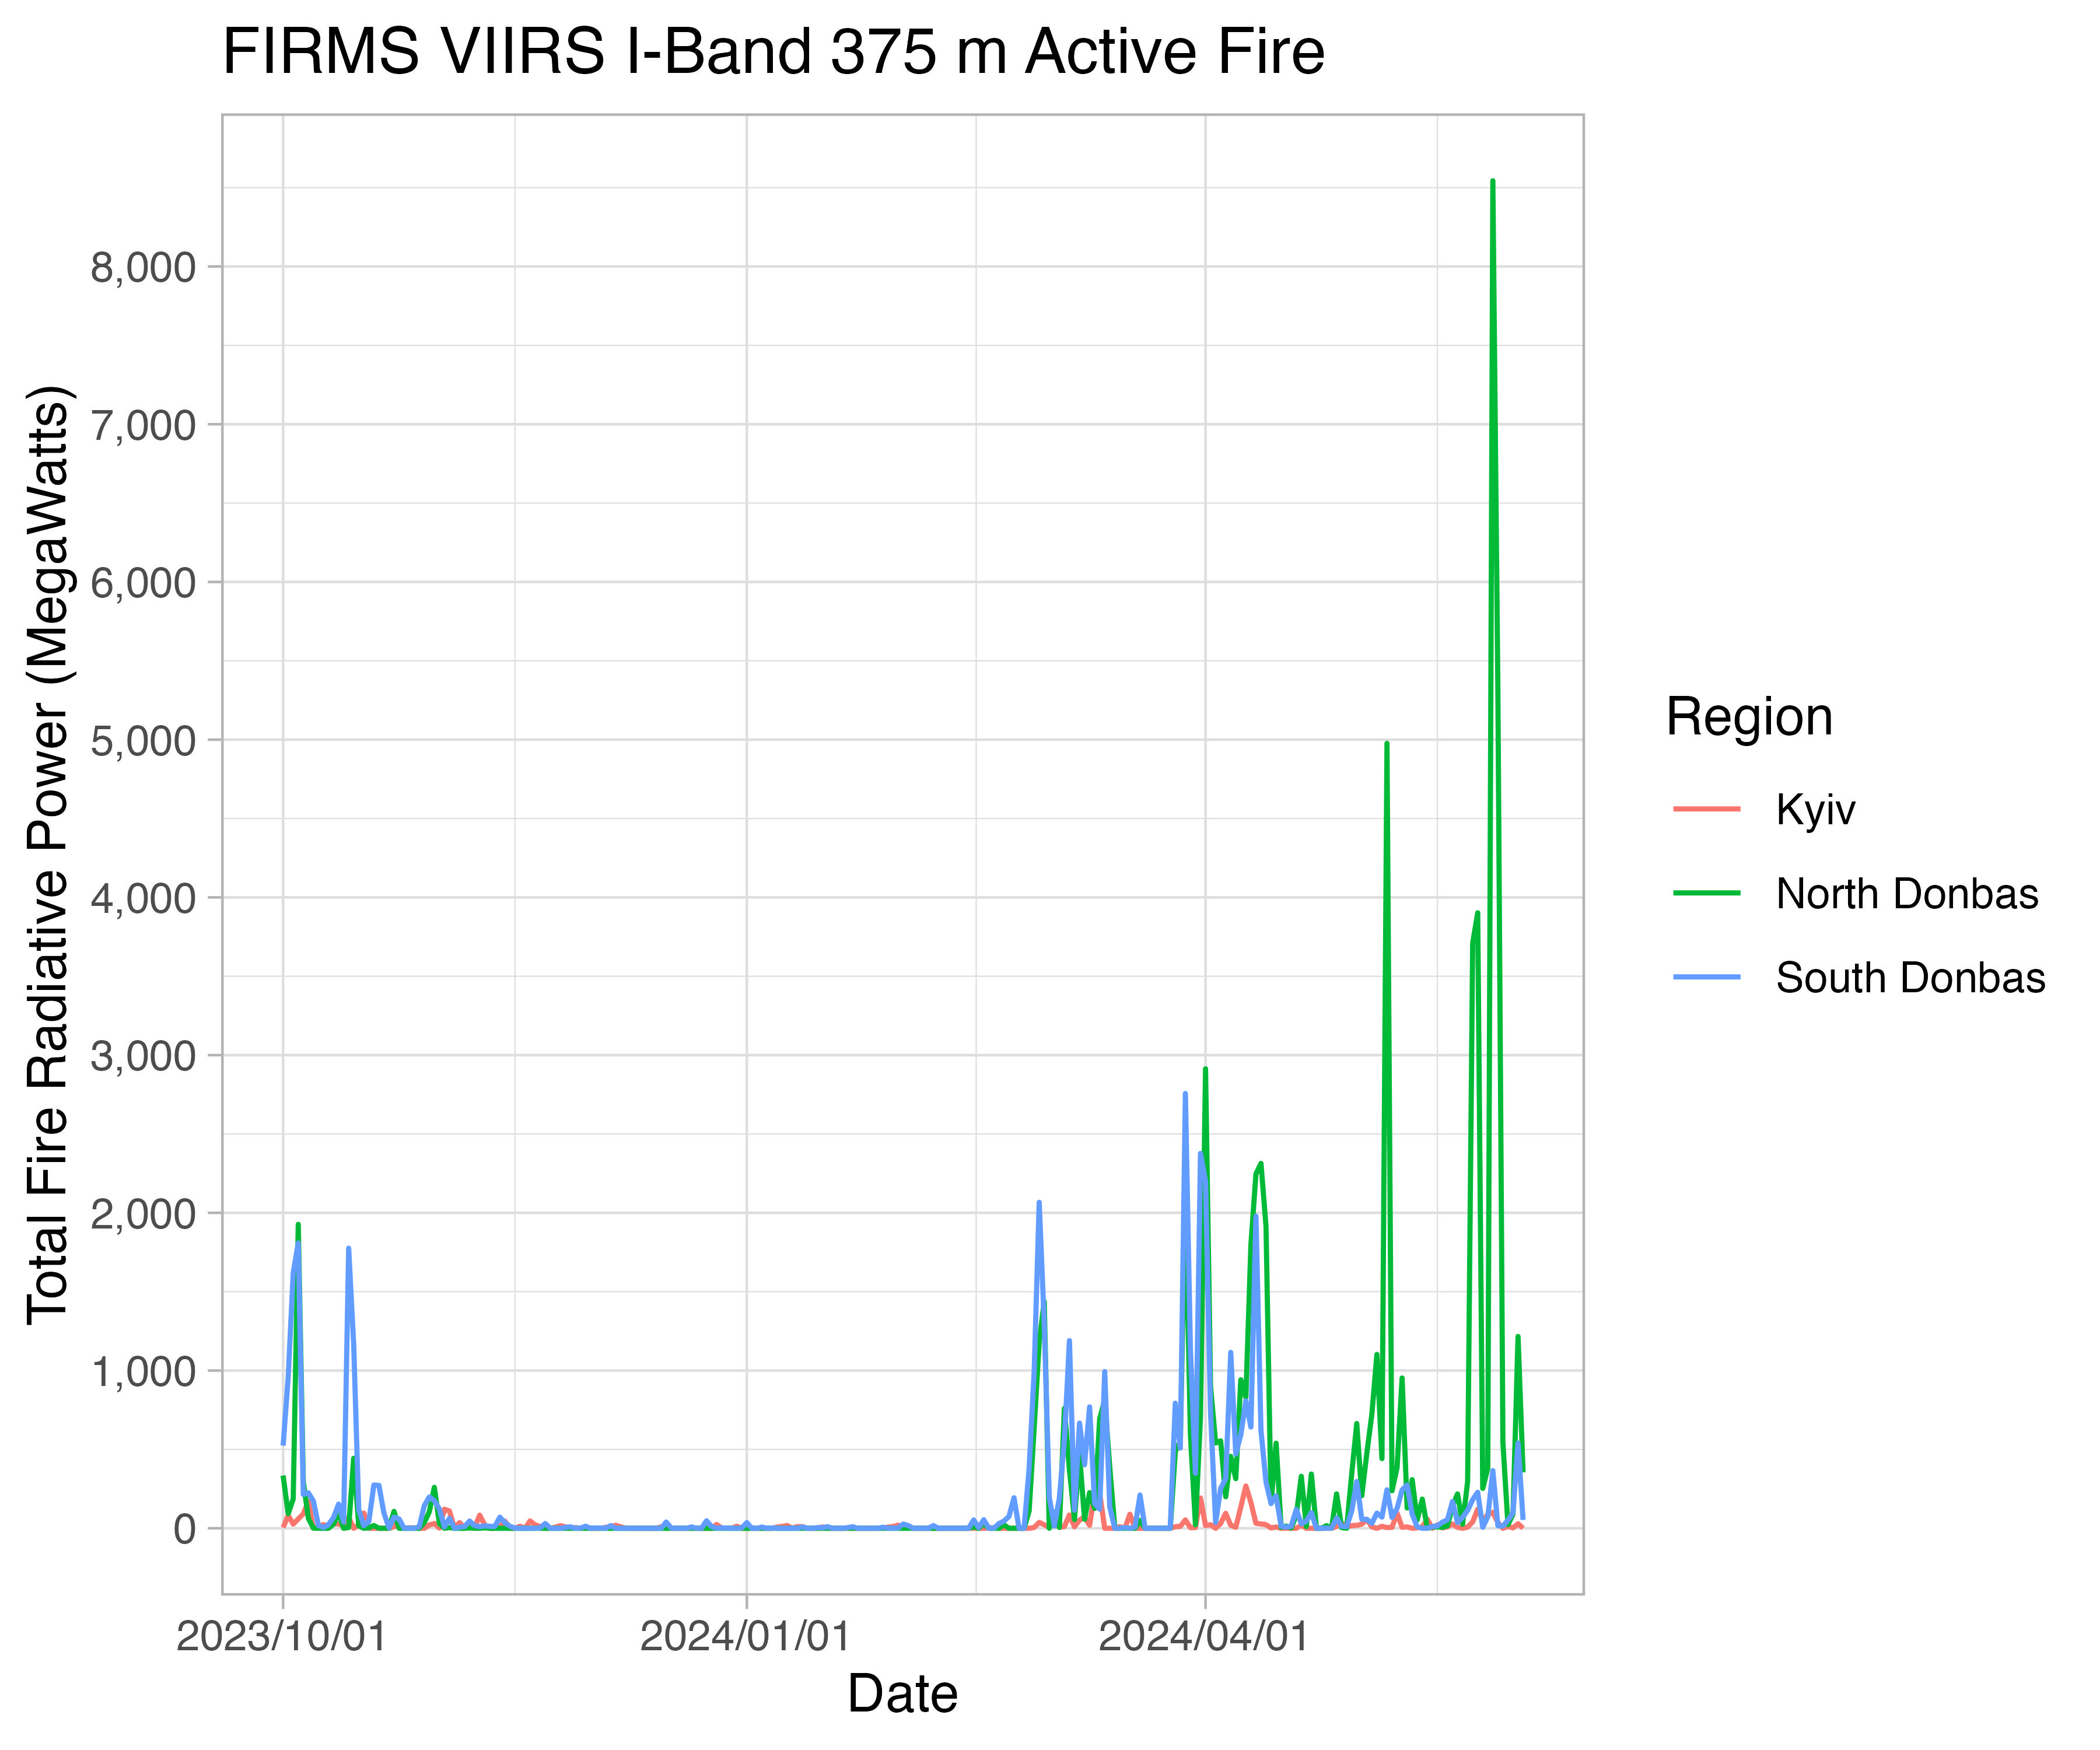 FIRMS VIIRS I-Band 375 m Active Fire
Total Fire Radiative Power (MegaWatts)
8,000
7,000
6,000
5,000
4,000
3,000
2,000
1,000
0
2023/10/01
2024/01/01
2024/04/01
Date
Region
Kyiv
North Donbas
South Donbas